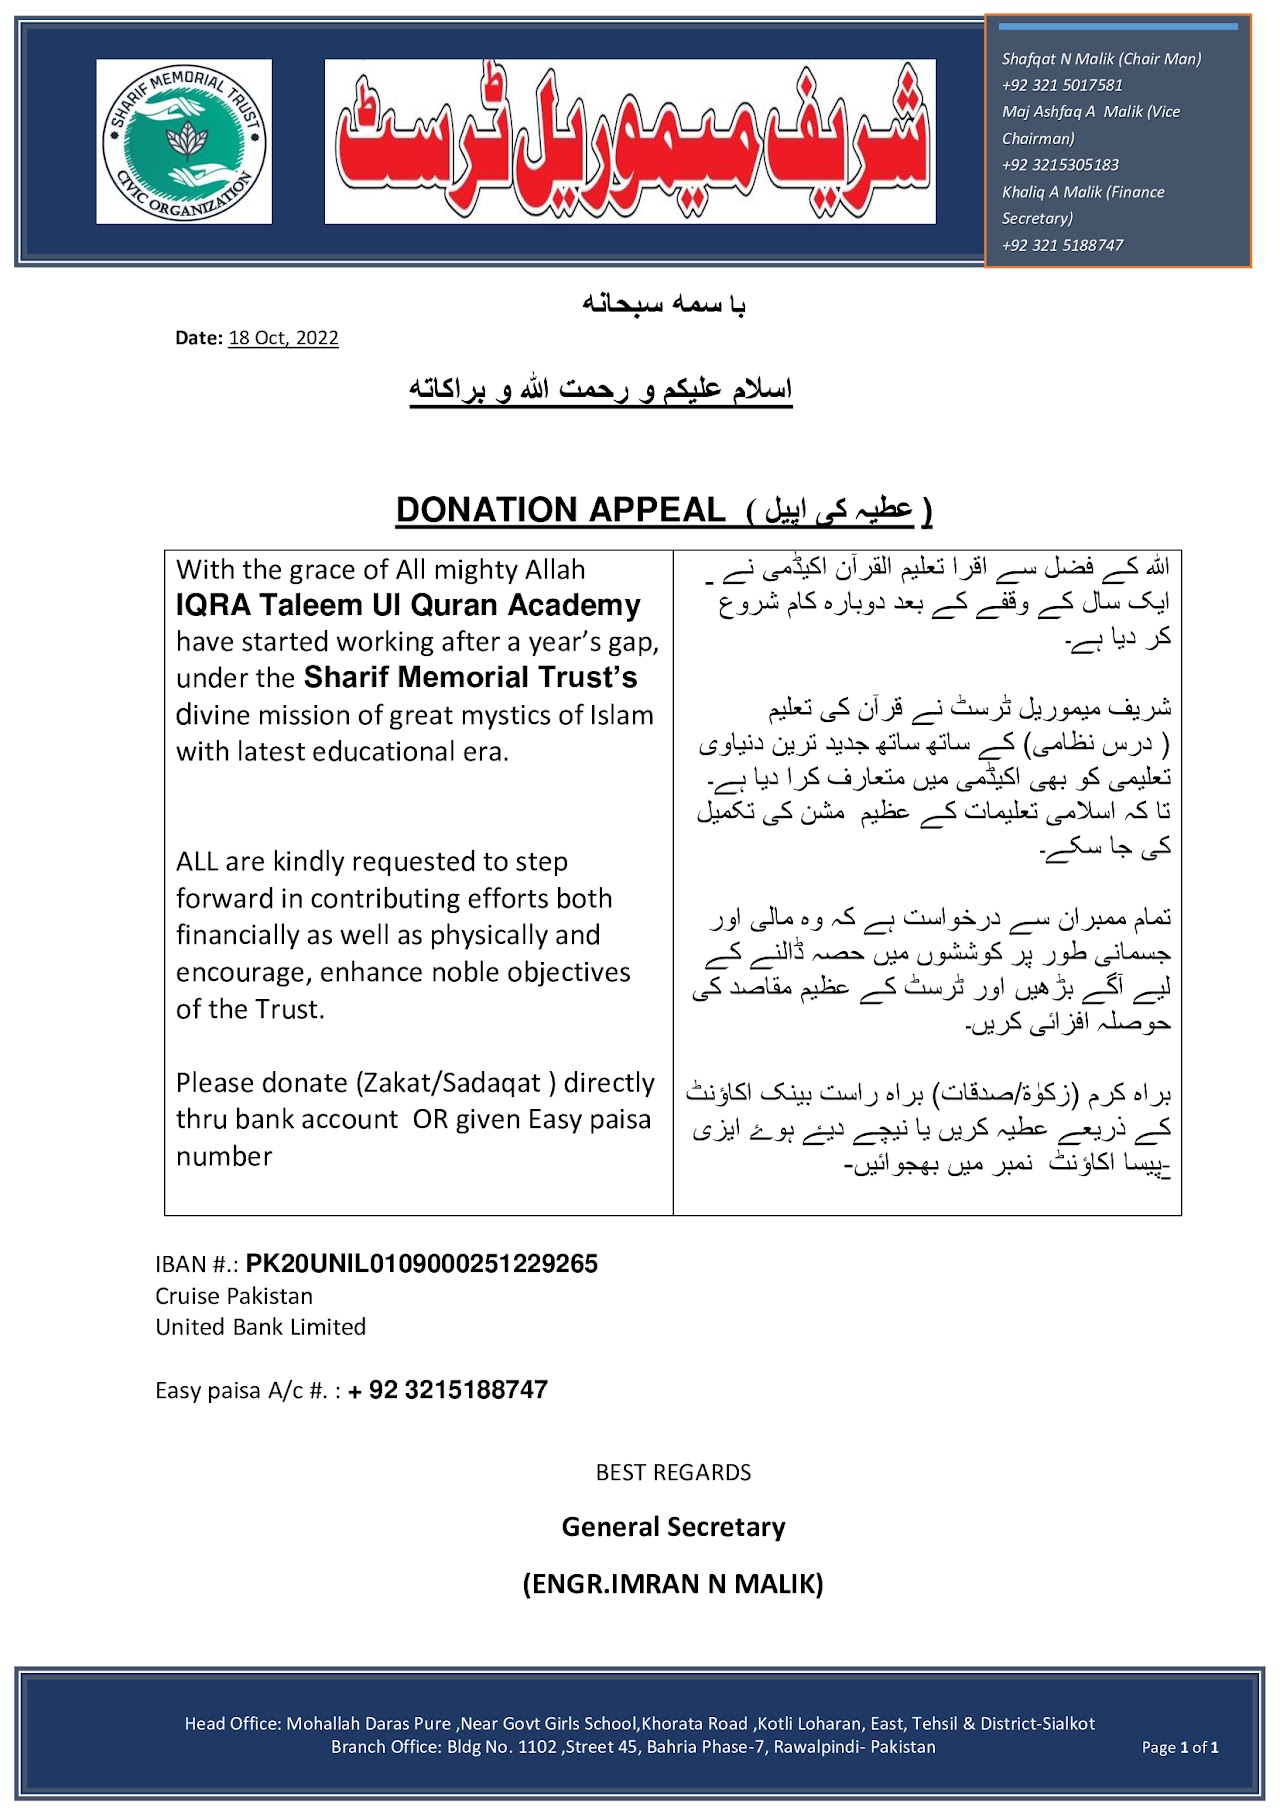 SHARIF MEMORIAL TRUST
CIVIC ORGANIZATION
شریف میموریل ٹرسٹ
Shafqat N Malik (Chair Man)
+92 321 5017581
Maj Ashfaq A  Malik (Vice
Chairman)
+92 3215305183
Khaliq A Malik (Finance
Secretary)
+92 321 5188747
با سمه سبحانه
Date: 18 Oct, 2022
اسلام علیکم و رحمت الله و براکاته
DONATION APPEAL  ( عطیہ کی اپیل )
With the grace of All mighty Allah
IQRA Taleem Ul Quran Academy
have started working after a year’s gap,
under the Sharif Memorial Trust’s
divine mission of great mystics of Islam
with latest educational era.
ALL are kindly requested to step
forward in contributing efforts both
financially as well as physically and
encourage, enhance noble objectives
of the Trust.
Please donate (Zakat/Sadaqat ) directly
thru bank account  OR given Easy paisa
number
الله کے فضل سے اقرا تعلیم القرآن اکیڈمی نے ـ
ایک سال کے وقفے کے بعد دوبارہ کام شروع
کر دیا ہے۔
شریف میموریل ٹرسٹ نے قرآن کی تعلیم
( درس نظامی) کے ساتھ ساتھ جدید ترین دنیاوی
تعلیمی کو بھی اکیڈمی میں متعارف کرا دیا ہے۔
تا کہ اسلامی تعلیمات کے عظیم  مشن کی تکمیل
کی جا سکے۔
تمام ممبران سے درخواست ہے کہ وہ مالی اور
جسمانی طور پر کوششوں میں حصہ ڈالنے کے
لیے آگے بڑھیں اور ٹرسٹ کے عظیم مقاصد کی
حوصلہ افزائی کریں۔
براہ کرم (زکوٰۃ/صدقات) براہ راست بینک اکاؤنٹ
کے ذریعے عطیہ کریں یا نیچے دیئے ہوۓ ایزی
-پیسا اکاؤنٹ  نمبر میں بھجوائیں-
IBAN #.: PK20UNIL0109000251229265
Cruise Pakistan
United Bank Limited
Easy paisa A/c #. : + 92 3215188747
BEST REGARDS
General Secretary
(ENGR.IMRAN N MALIK)
Head Office: Mohallah Daras Pure ,Near Govt Girls School,Khorata Road ,Kotli Loharan, East, Tehsil & District-Sialkot
Branch Office: Bldg No. 1102 ,Street 45, Bahria Phase-7, Rawalpindi- Pakistan
Page 1 of 1